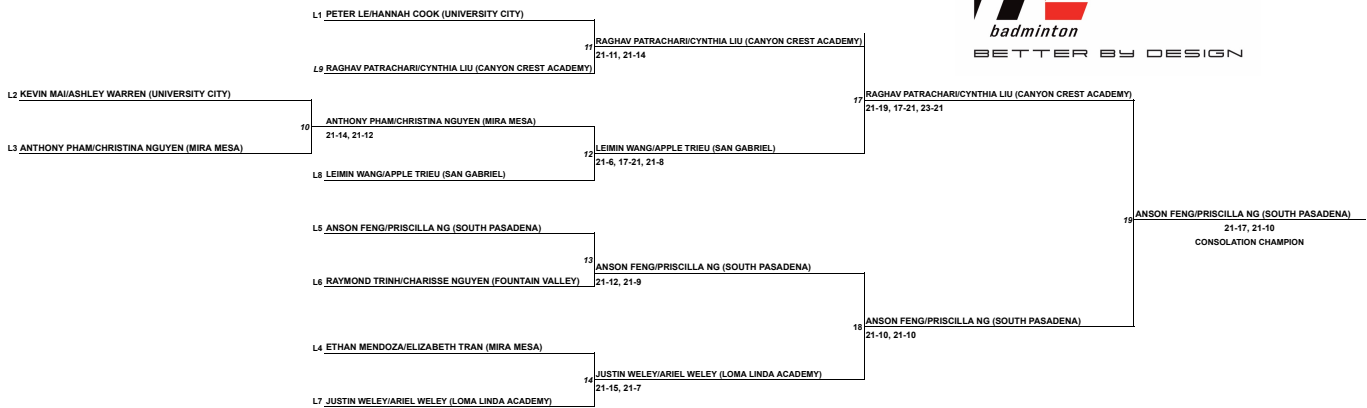 badminton
BETTER BY DESIGN
L1 PETER LE/HANNAH COOK (UNIVERSITY CITY)
11 RAGHAV PATRACHARI/CYNTHIA LIU (CANYON CREST ACADEMY)
21-11, 21-14
L9 RAGHAV PATRACHARI/CYNTHIA LIU (CANYON CREST ACADEMY)
L2 KEVIN MAI/ASHLEY WARREN (UNIVERSITY CITY)
17 RAGHAV PATRACHARI/CYNTHIA LIU (CANYON CREST ACADEMY)
21-19, 17-21, 23-21
10 ANTHONY PHAM/CHRISTINA NGUYEN (MIRA MESA)
21-14, 21-12
L3 ANTHONY PHAM/CHRISTINA NGUYEN (MIRA MESA)
12 LEIMIN WANG/APPLE TRIEU (SAN GABRIEL)
21-6, 17-21, 21-8
L8 LEIMIN WANG/APPLE TRIEU (SAN GABRIEL)
19 ANSON FENG/PRISCILLA NG (SOUTH PASADENA)
21-17, 21-10
CONSOLATION CHAMPION
L5 ANSON FENG/PRISCILLA NG (SOUTH PASADENA)
13 ANSON FENG/PRISCILLA NG (SOUTH PASADENA)
21-12, 21-9
L6 RAYMOND TRINH/CHARISSE NGUYEN (FOUNTAIN VALLEY)
18 ANSON FENG/PRISCILLA NG (SOUTH PASADENA)
21-10, 21-10
L4 ETHAN MENDOZA/ELIZABETH TRAN (MIRA MESA)
14 JUSTIN WELEY/ARIEL WELEY (LOMA LINDA ACADEMY)
21-15, 21-7
L7 JUSTIN WELEY/ARIEL WELEY (LOMA LINDA ACADEMY)